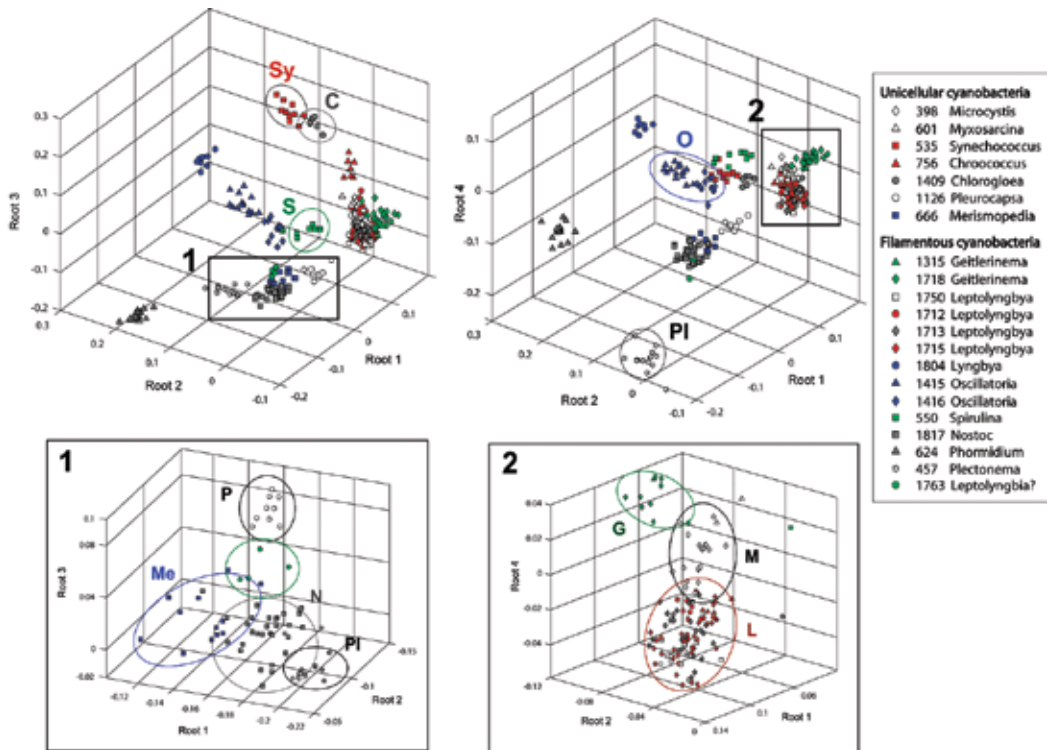 Sy
C
S
1
0.3
0.2
0.1
0
-0.1
-0.2
Root 3
0.3
0.2
0.1
0
-0.1
-0.2
Root 2
0.1
0
-0.1
Root 1
2
O
Pl
0.1
0
-0.1
-0.2
Root 4
0.3
0.2
0.1
0
-0.1
-0.2
Root 2
0.1
0
-0.1
Root 1
Unicellular cyanobacteria
398 Microcystis
601 Myxosarcina
535 Synechococcus
756 Chroococcus
1409 Chlorogloea
1126 Pleurocapsa
666 Merismopedia
Filamentous cyanobacteria
1315 Geitlerinema
1718 Geitlerinema
1750 Leptolyngbya
1712 Leptolyngbya
1713 Leptolyngbya
1715 Leptolyngbya
1804 Lyngbya
1415 Oscillatoria
1416 Oscillatoria
550 Spirulina
1817 Nostoc
624 Phormidium
457 Plectonema
1763 Leptolyngbia?
1
P
Me
N
Pl
0.1
0.08
0.04
0
-0.02
Root 3
-0.12
-0.14
-0.16
-0.18
-0.2
-0.22
Root 1
-0.05
-0.1
-0.15
Root 2
2
G
M
L
0.04
0.02
0
-0.02
-0.04
Root 4
-0.12
-0.08
-0.04
0
Root 2
0.14
0.1
0.06
Root 1